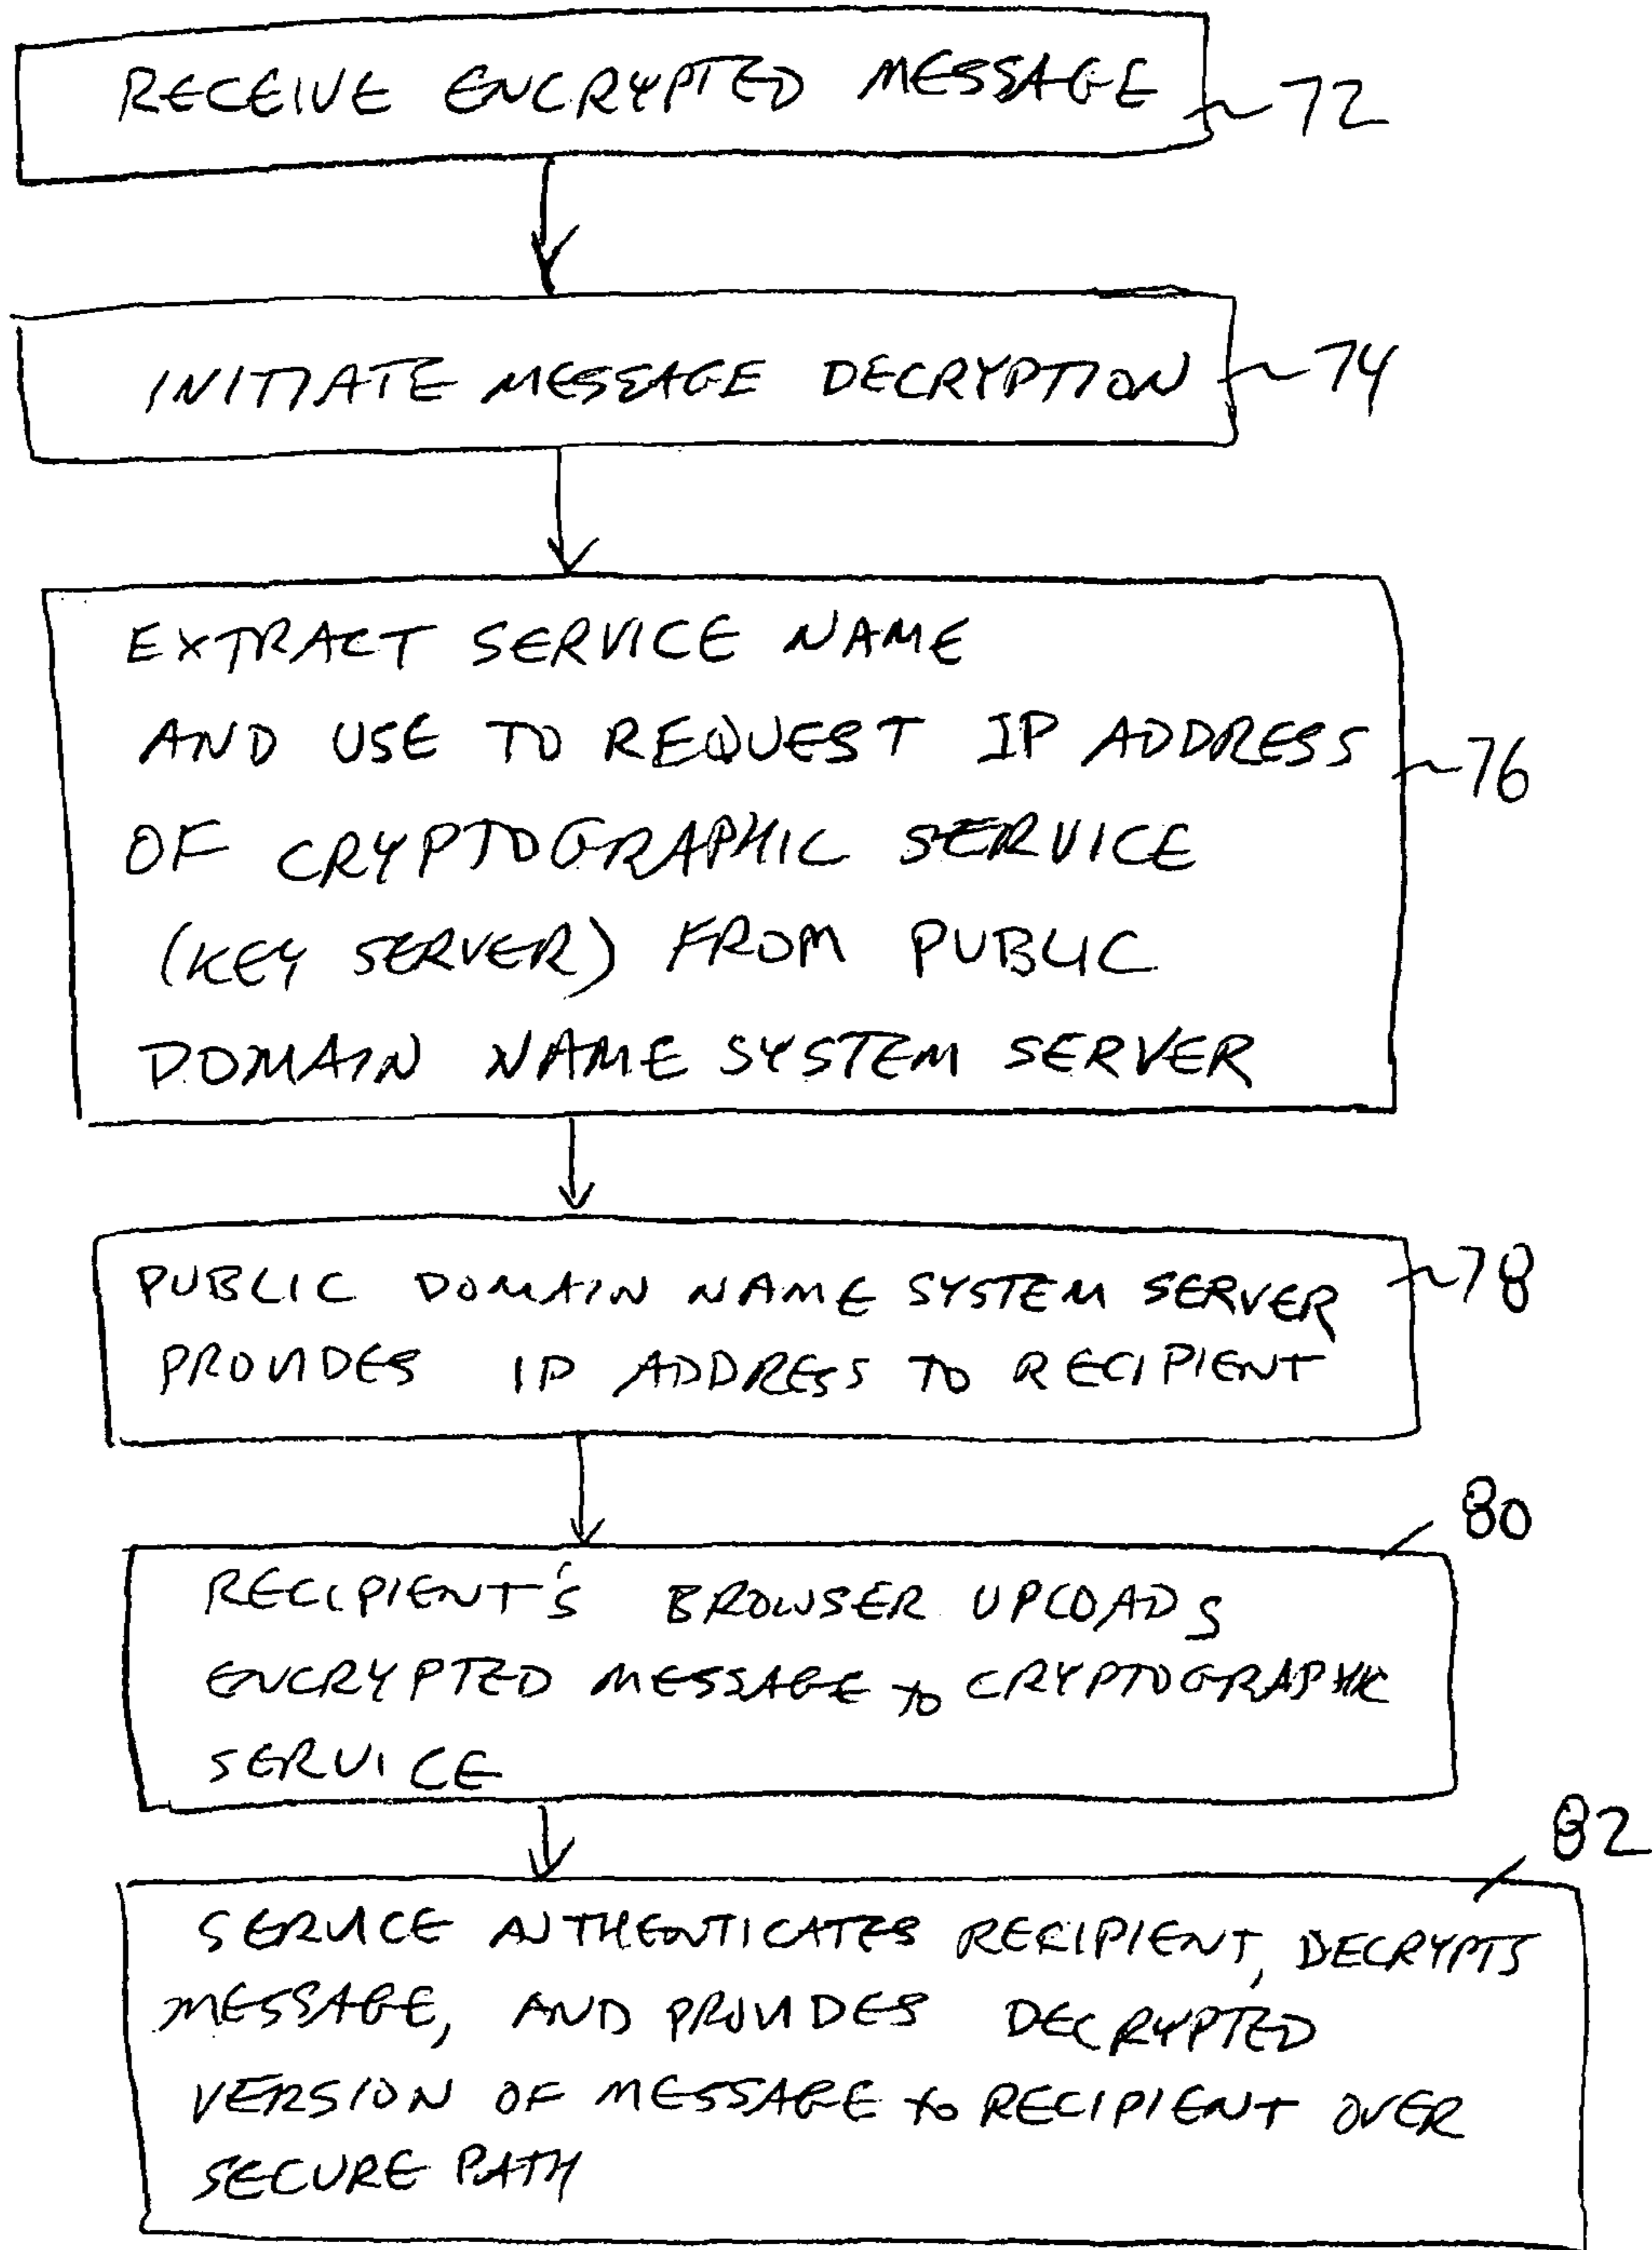 RECEIVE ENCRYPTED MESSAGE ~72
INITIATE MESSAGE DECRYPTION ~74
EXTRACT SERVICE NAME
AND USE TO REQUEST IP ADDRESS
OF CRYPTOGRAPHIC SERVICE
(KEY SERVER) FROM PUBLIC
DOMAIN NAME SYSTEM SERVER
~76
PUBLIC DOMAIN NAME SYSTEM SERVER ~78
PROVIDES IP ADDRESS TO RECIPIENT
80
RECIPIENT'S BROWSER UPLOADS
ENCRYPTED MESSAGE to CRYPTOGRAPHIC
SERVICE
82
SERVICE AUTHENTICATES RECIPIENT, DECRYPTS
MESSAGE, AND PROVIDES DECRYPTED
VERSION OF MESSAGE to RECIPIENT OVER
SECURE PATH